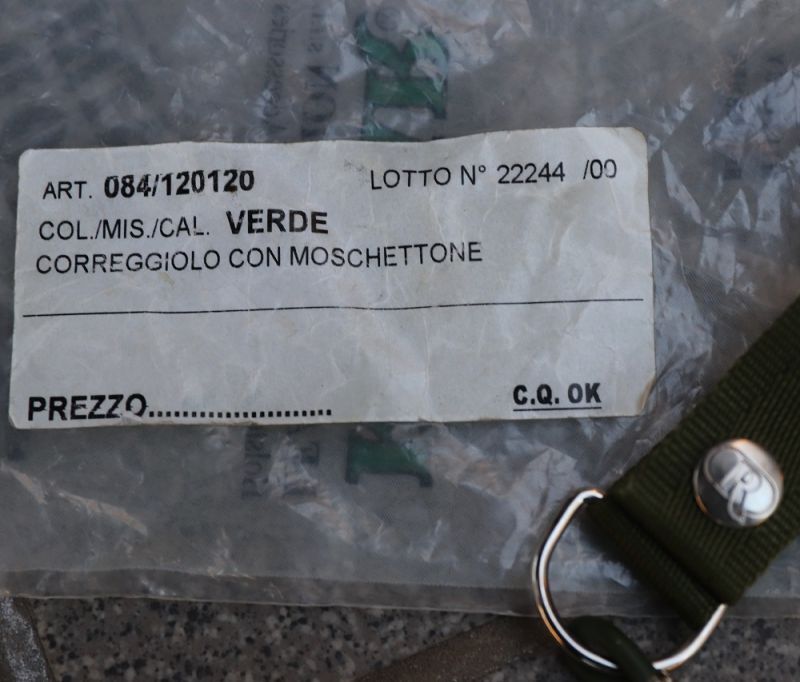 ART. 084/120120 LOTTO N° 22244 /00
COL./MIS./CAL. VERDE
CORREGGIOLO CON MOSCHETTONE
PREZZO......................
C.Q. OK
R